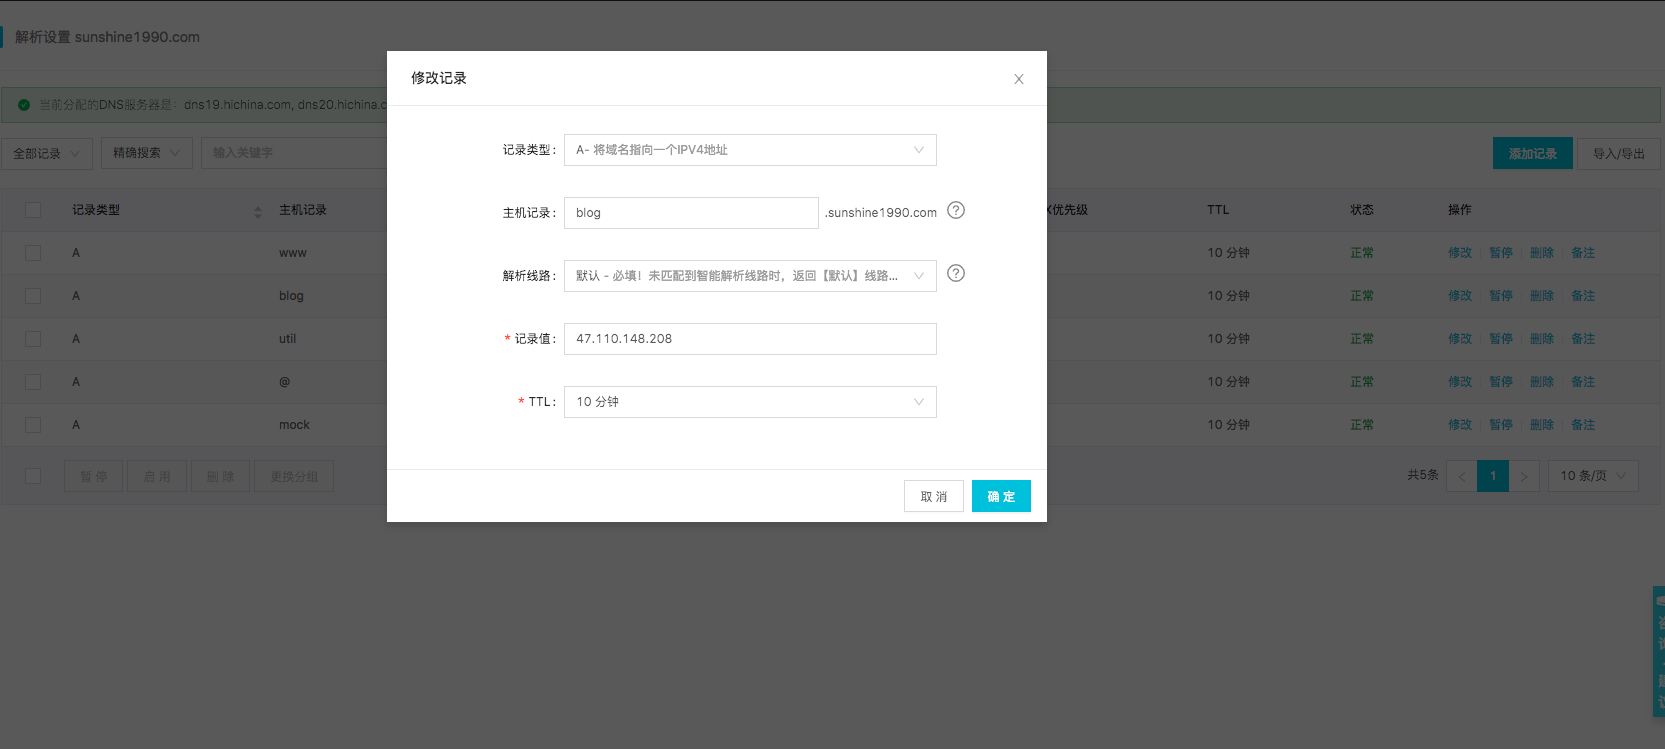 解析设置 sunshine1990.com
修改记录
当前分配的DNS服务器是：dns19.hichina.com, dns20.hichina.c
全部记录
精确搜索
输入关键字
添加记录
导入/导出
记录类型：
A- 将域名指向一个IPV4地址
主机记录：
blog
.sunshine1990.com
解析线路：
默认 - 必填！未匹配到智能解析线路时，返回【默认】线路...
* 记录值：
47.110.148.208
* TTL：
10 分钟
取 消
确 定
记录类型 主机记录 X优先级 TTL 状态 操作
A www 10 分钟 正常 修改 暂停 删除 备注
A blog 10 分钟 正常 修改 暂停 删除 备注
A util 10 分钟 正常 修改 暂停 删除 备注
A @ 10 分钟 正常 修改 暂停 删除 备注
A mock 10 分钟 正常 修改 暂停 删除 备注
暂 停 启 用 删 除 更换分组
共5条 < 1 > 10 条/页